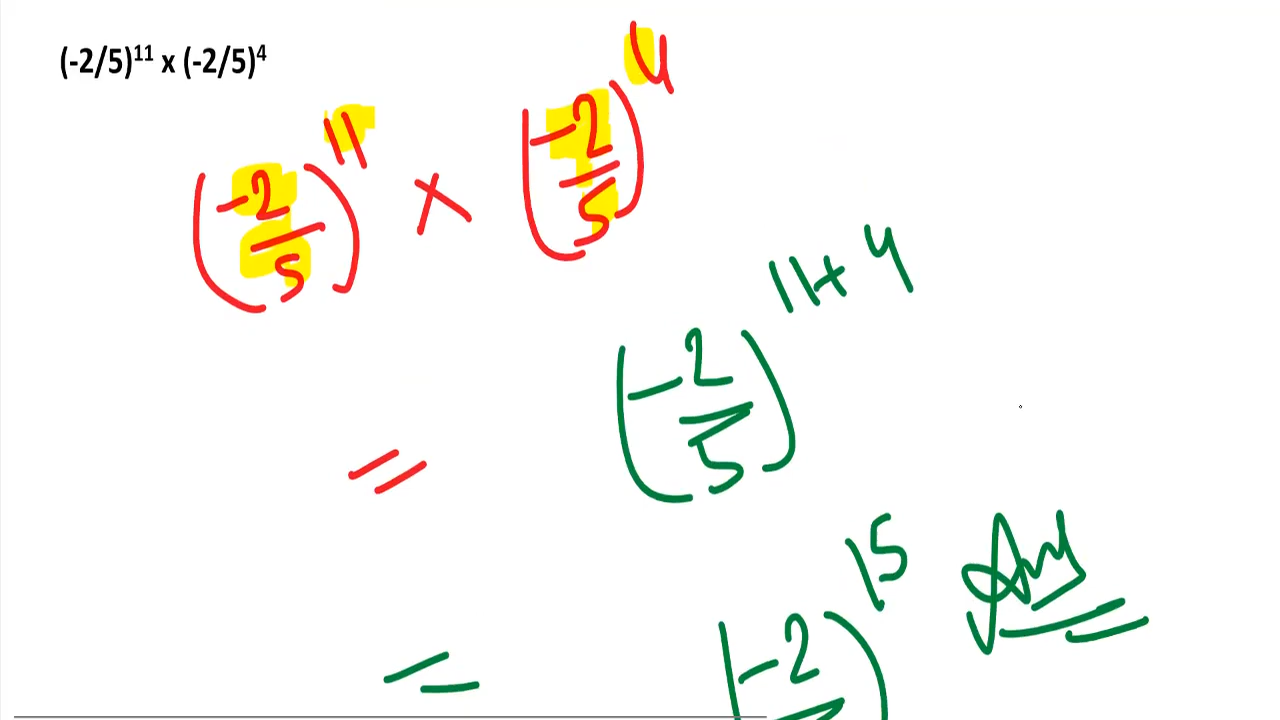 (-2/5)¹¹ x (-2/5)⁴
(-2/5)¹¹ × (-2/5)⁴
= (-2/5)¹¹⁺⁴
= (-2/)¹⁵ Ans